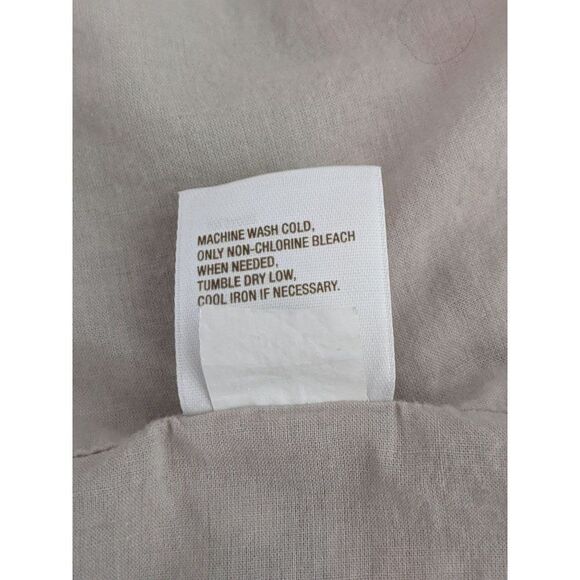 MACHINE WASH COLD,
ONLY NON-CHLORINE BLEACH
WHEN NEEDED,
TUMBLE DRY LOW,
COOL IRON IF NECESSARY.